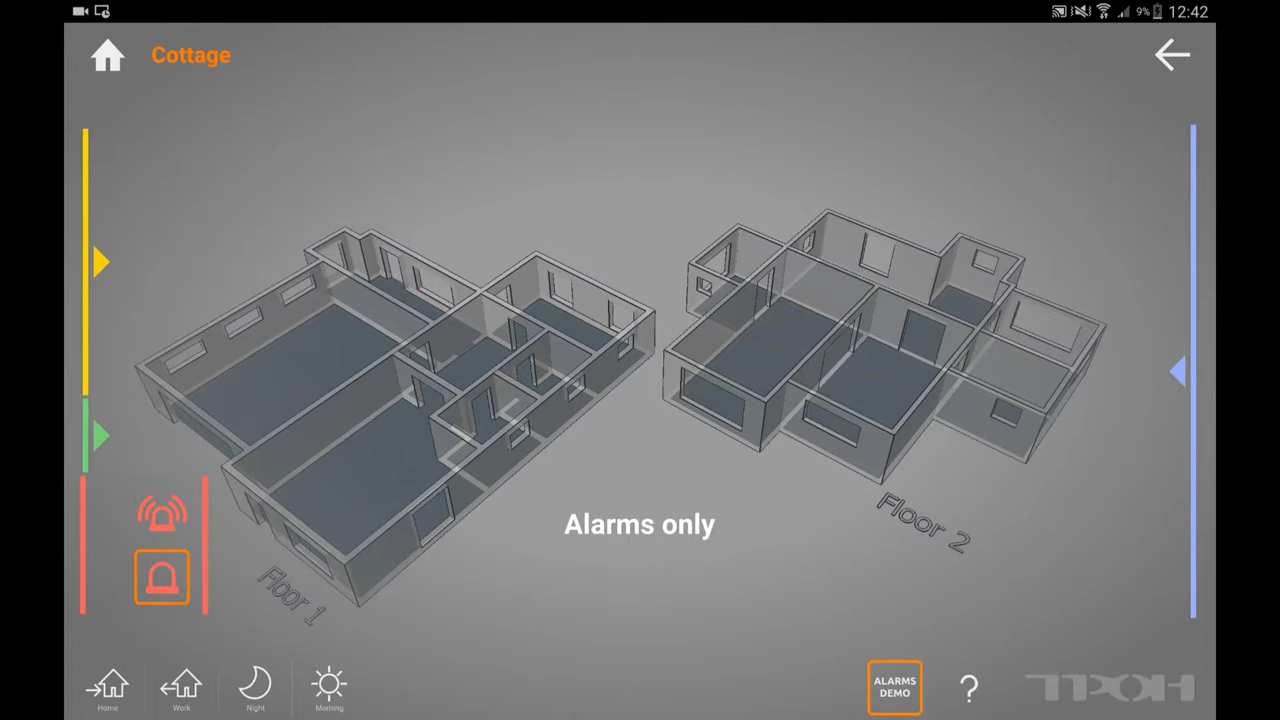 9% 12:42
Cottage
Floor 2
Alarms only
Floor 1
ALARMS
DEMO
?
Home Work Night Morning